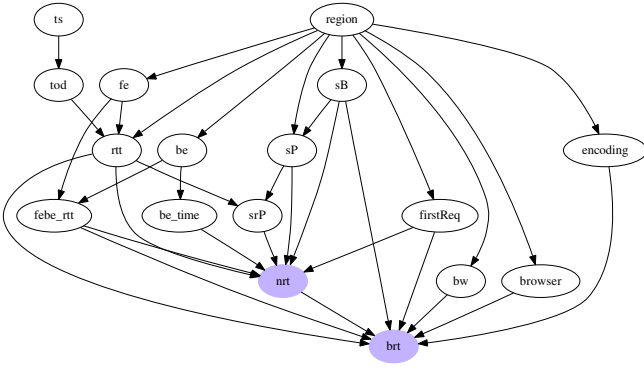 ts
region
tod
fe
sB
rtt
be
sP
encoding
febe_rtt
be_time
srP
firstReq
nrt
bw
browser
brt